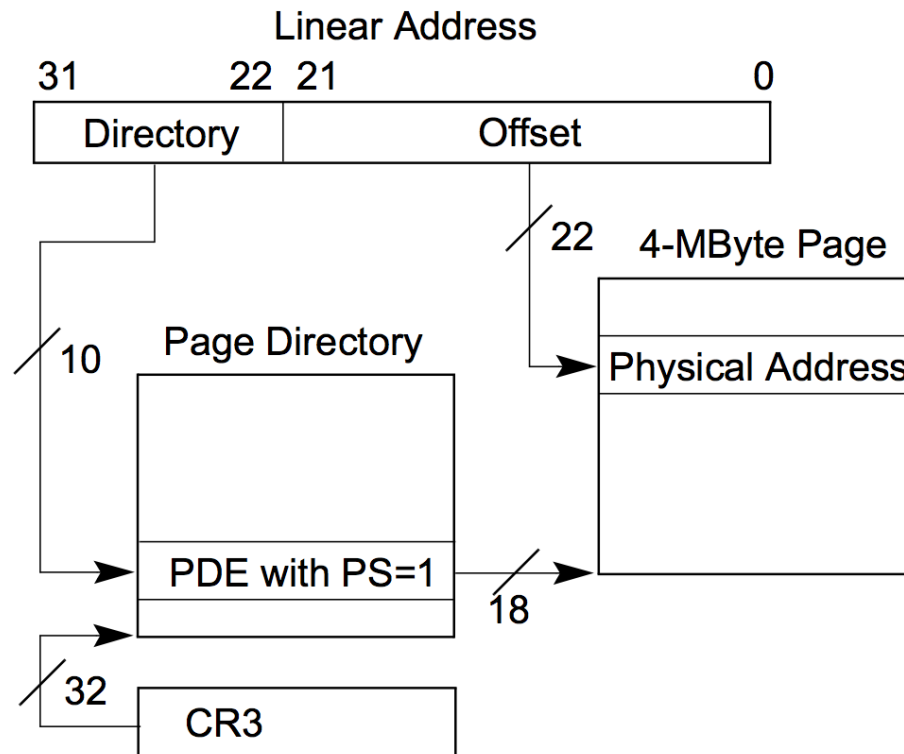 Linear Address
31 22 21 0
Directory Offset
22
4-MByte Page
10
Page Directory
Physical Address
PDE with PS=1
18
32
CR3